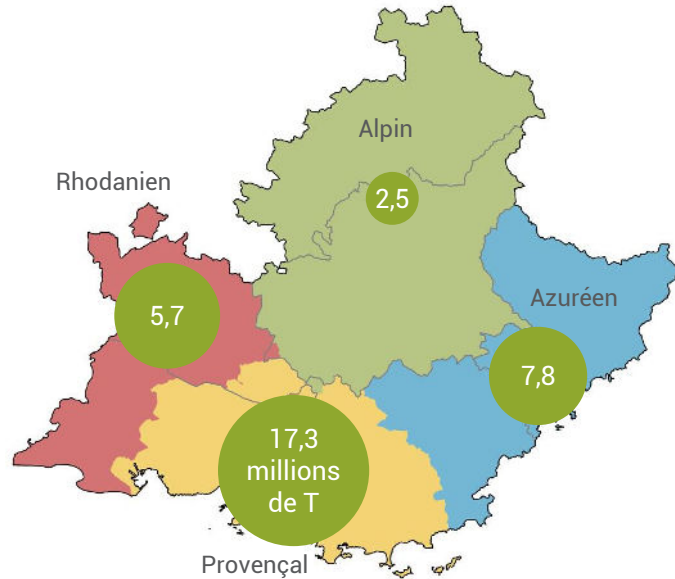 Alpin
Rhodanien
2,5
Azuréen
5,7
7,8
17,3
millions
de T
Provençal